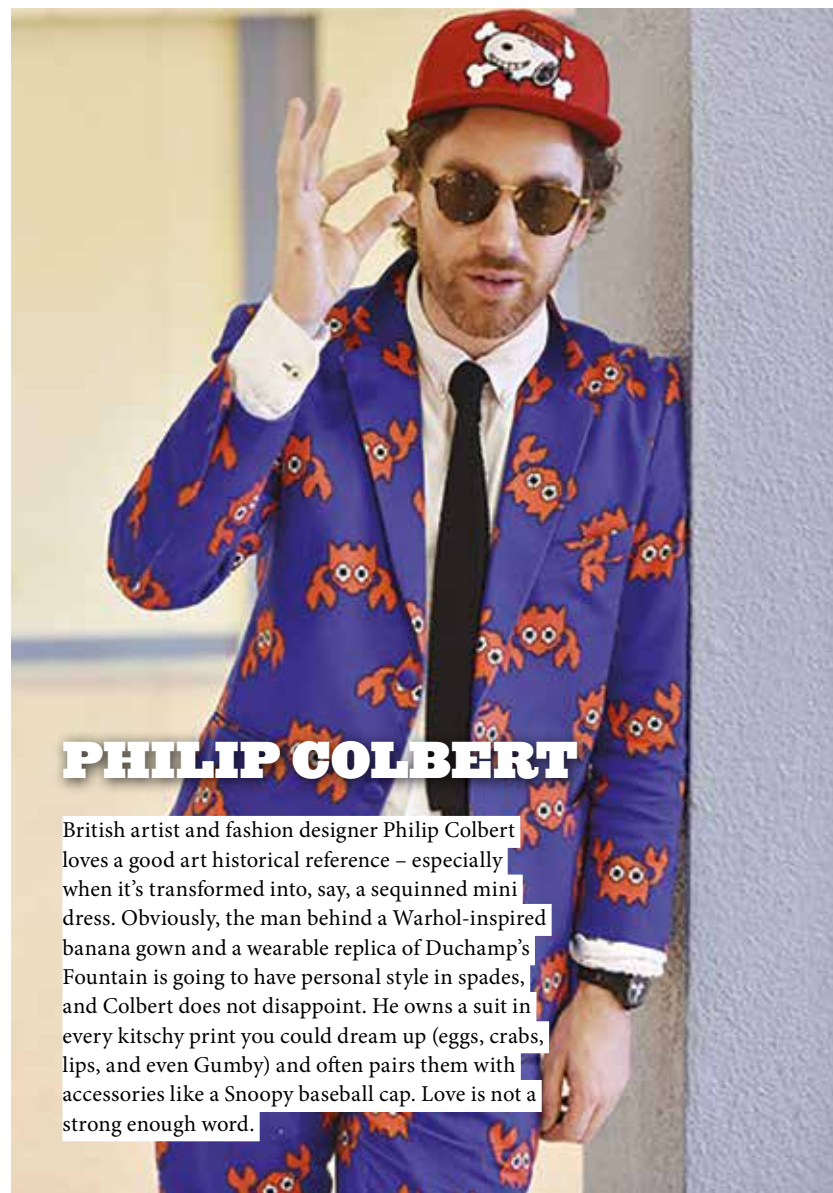 PHILIP COLBERT
British artist and fashion designer Philip Colbert
loves a good art historical reference – especially
when it’s transformed into, say, a sequinned mini
dress. Obviously, the man behind a Warhol-inspired
banana gown and a wearable replica of Duchamp’s
Fountain is going to have personal style in spades,
and Colbert does not disappoint. He owns a suit in
every kitschy print you could dream up (eggs, crabs,
lips, and even Gumby) and often pairs them with
accessories like a Snoopy baseball cap. Love is not a
strong enough word.